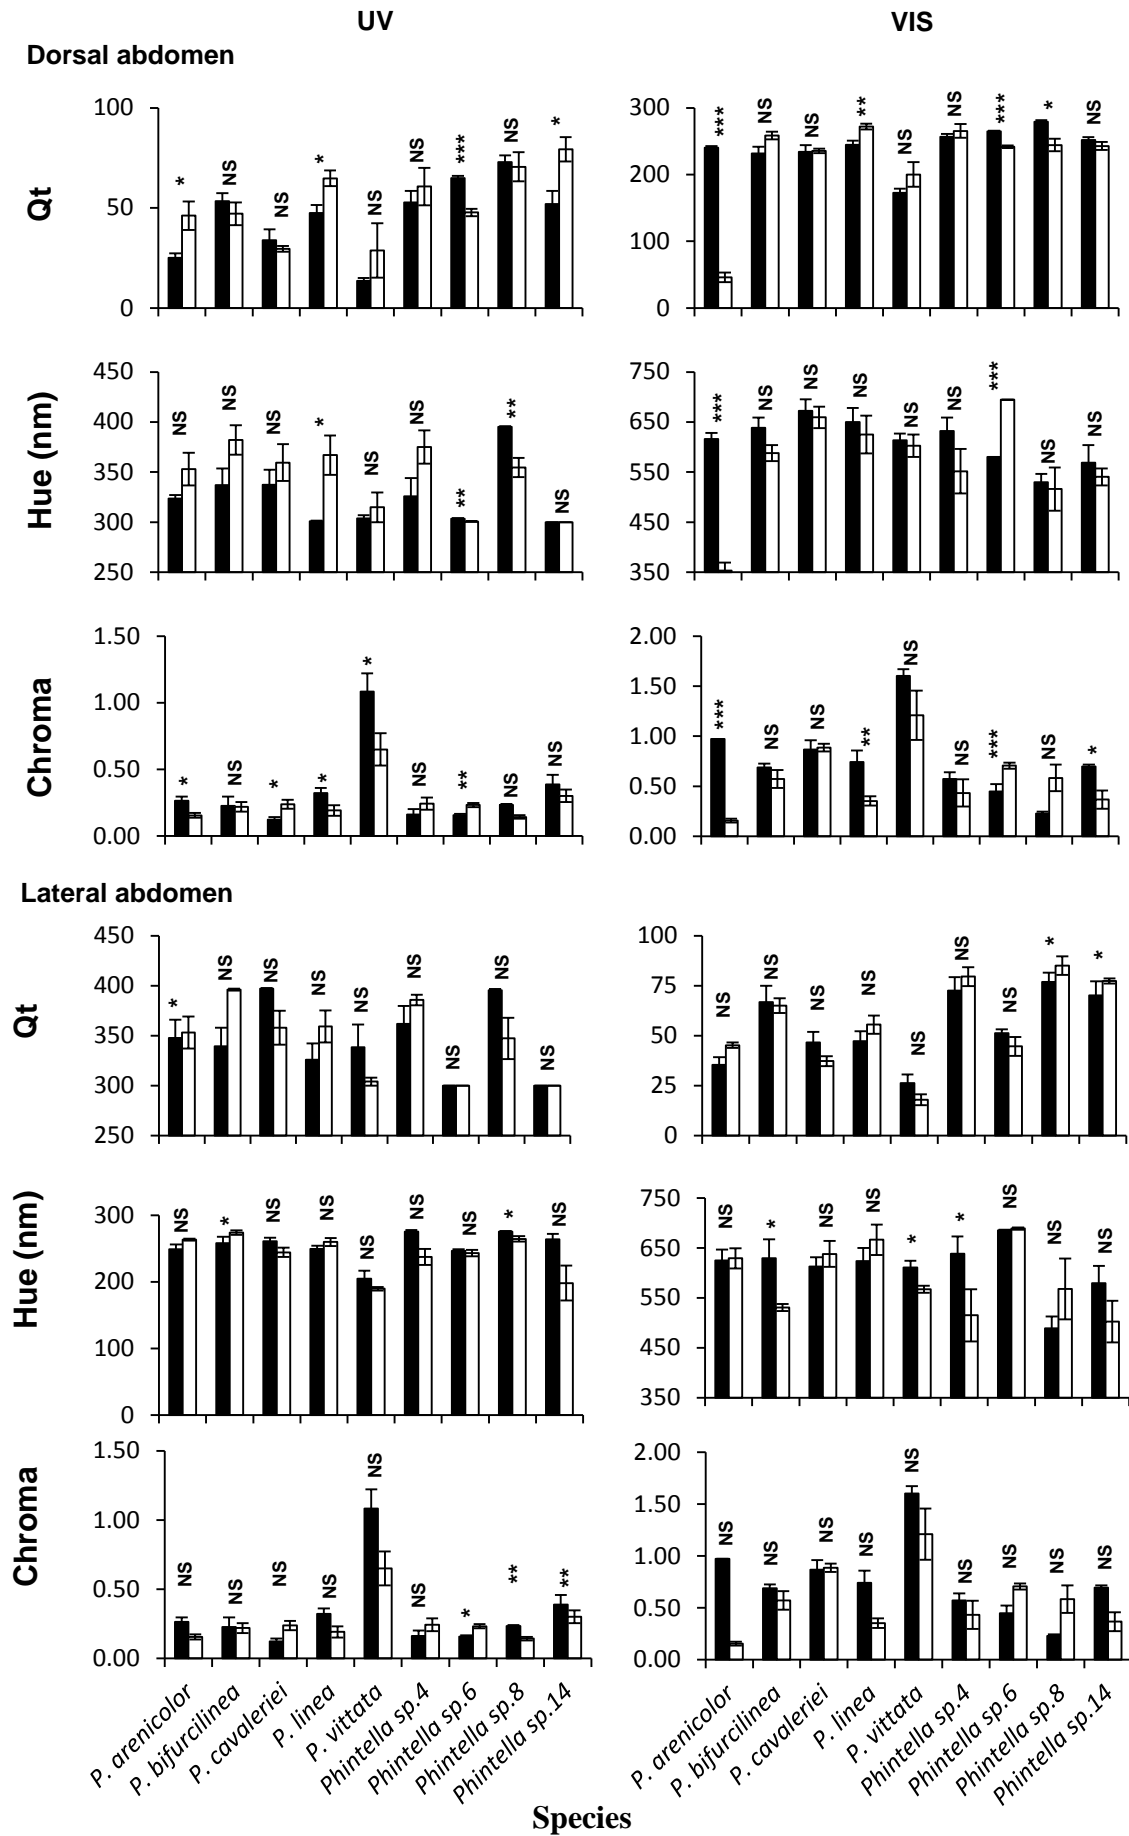 UV VIS
Dorsal abdomen
Qt
100
50
0
* NS NS * NS NS *** NS *
300
200
100
0
*** NS NS ** NS NS *** * NS
Hue (nm)
450
400
350
300
250
NS NS NS * NS NS ** ** NS
750
650
550
450
350
*** NS NS NS NS NS *** NS NS
Chroma
1.50
1.00
0.50
0.00
* NS * * * NS ** NS NS
2.00
1.50
1.00
0.50
0.00
*** NS NS ** NS NS *** NS *
Lateral abdomen
Qt
450
400
350
300
250
* NS NS NS NS NS NS NS NS
100
75
50
25
0
NS NS NS NS NS NS NS * *
Hue (nm)
300
200
100
0
NS * NS NS NS NS NS * NS
750
650
550
450
350
NS * NS NS * * NS NS NS
Chroma
1.50
1.00
0.50
0.00
NS NS NS NS NS NS * ** **
2.00
1.50
1.00
0.50
0.00
NS NS NS NS NS NS NS NS NS
P. arenicolor
P. bifurcilinea
P. cavaleriei
P. linea
P. vittata
Phintella sp.4
Phintella sp.6
Phintella sp.8
Phintella sp.14
P. arenicolor
P. bifurcilinea
P. cavaleriei
P. linea
P. vittata
Phintella sp.4
Phintella sp.6
Phintella sp.8
Phintella sp.14
Species